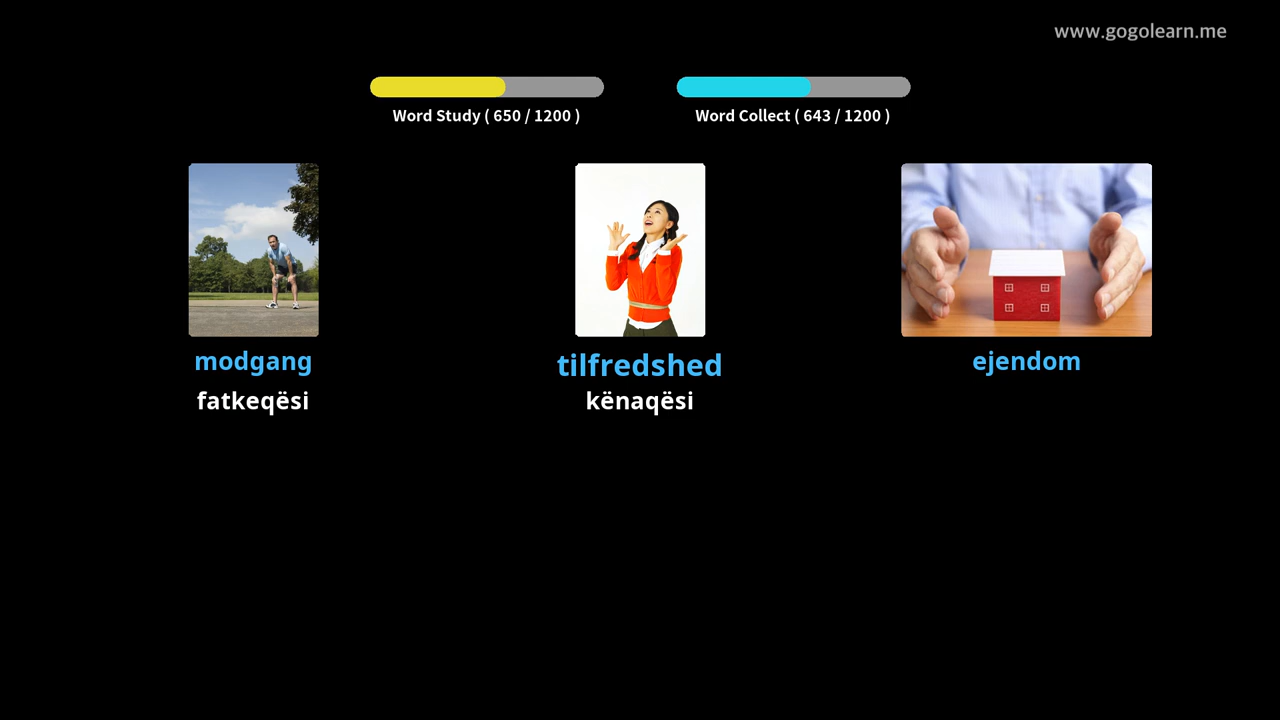 www.gogolearn.me
Word Study ( 650 / 1200 )
Word Collect ( 643 / 1200 )
modgang
tilfredshed
ejendom
fatkeqësi
kënaqësi